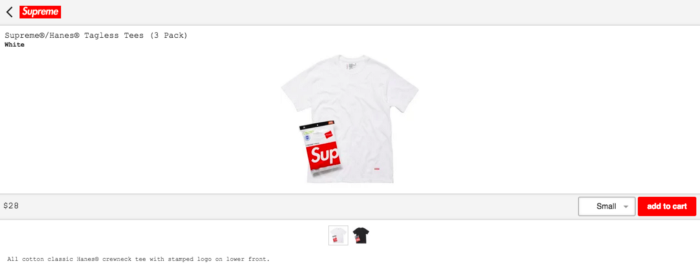 Supreme
Supreme®/Hanes® Tagless Tees (3 Pack)
White
Sup
$28
Small
add to cart
All cotton classic Hanes® crewneck tee with stamped logo on lower front.